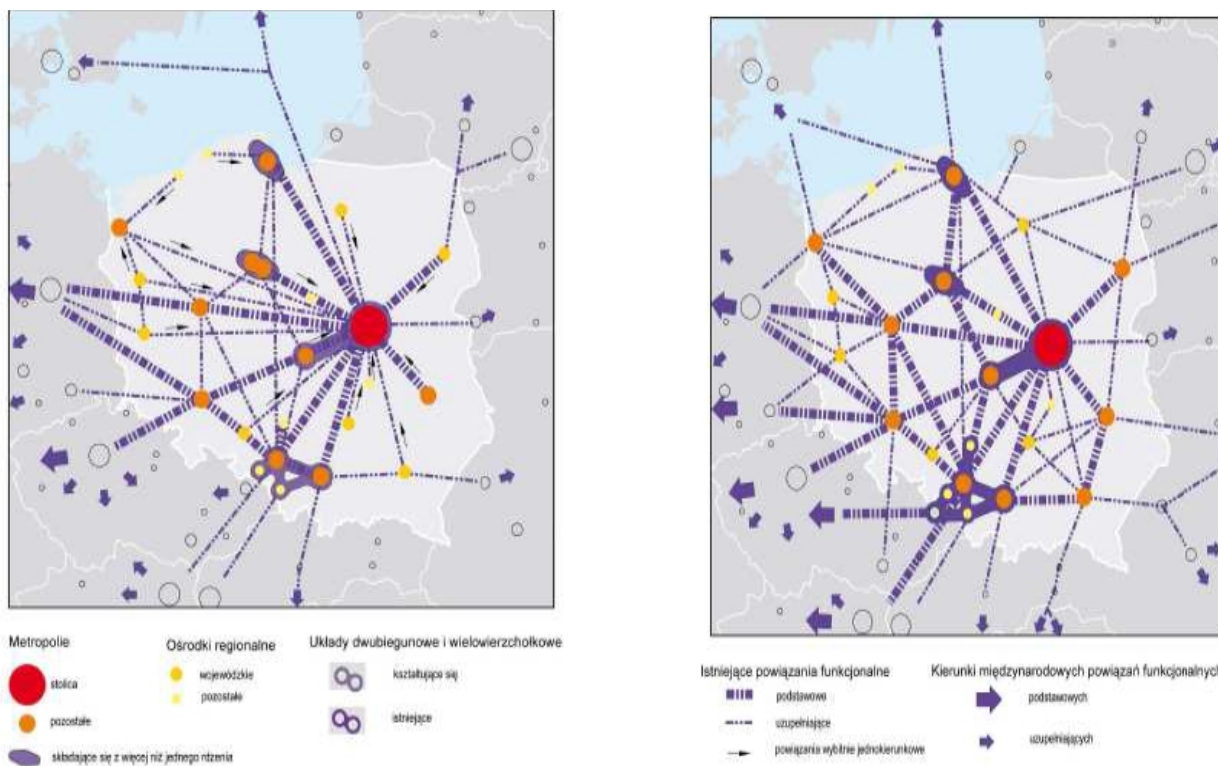 Metropolie
stolica
pozostałe
składające się z więcej niż jednego rdzenia
Ośrodki regionalne
wojewódzkie
pozostałe
Układy dwubiegunowe i wielowierzchołkowe
kształtujące się
istniejące
Istniejące powiązania funkcjonalne
podstawowe
uzupełniające
powiązania wybitnie jednokierunkowe
Kierunki międzynarodowych powiązań funkcjonalnych
podstawowych
uzupełniających